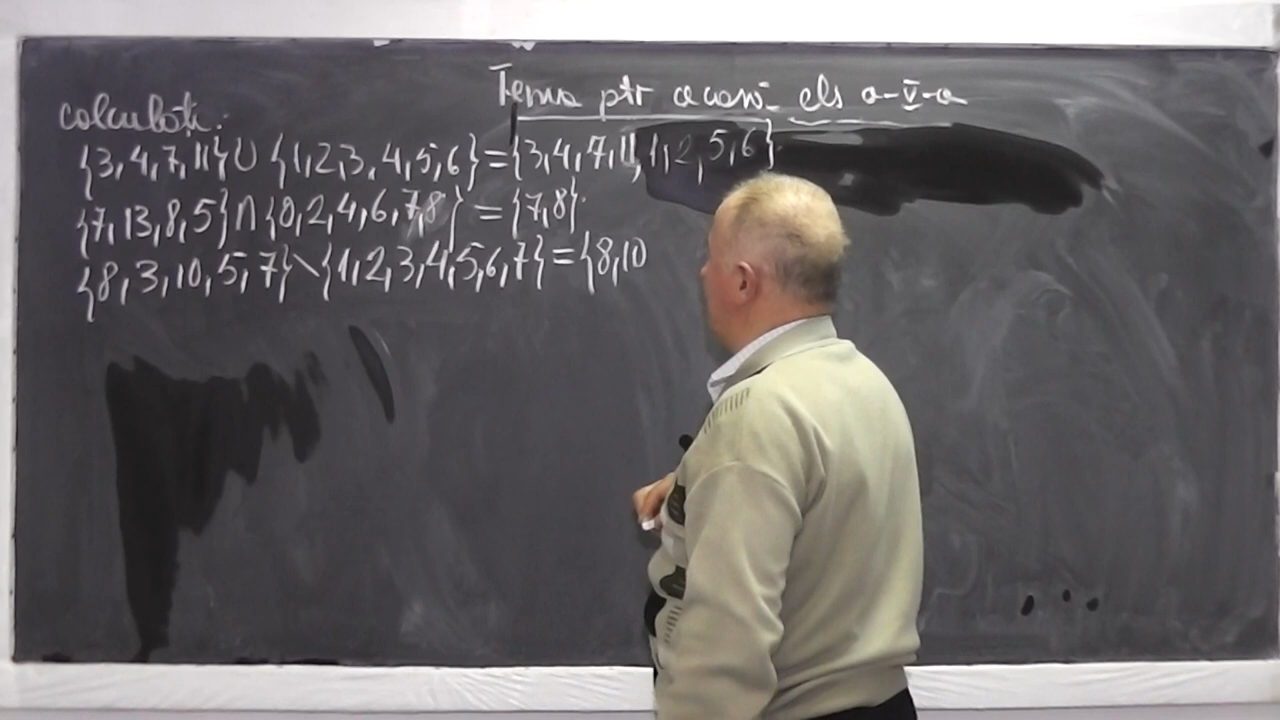 Tema ptr acasă cls a-V-a
calculați:
{3,4,7,11}∪{1,2,3,4,5,6}={3,4,7,11,1,2,5,6}
{7,13,8,5}∩{0,2,4,6,7,8}={7,8}
{8,3,10,5,7}\{1,2,3,4,5,6,7}={8,10